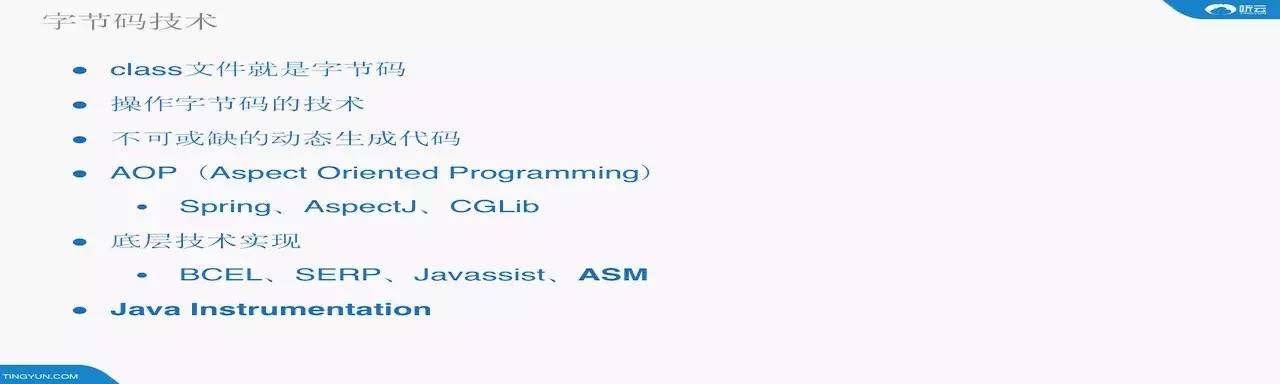 字节码技术
听云
• class文件就是字节码
• 操作字节码的技术
• 不可或缺的动态生成代码
• AOP （Aspect Oriented Programming）
• Spring、AspectJ、CGLib
• 底层技术实现
• BCEL、SERP、Javassist、ASM
• Java Instrumentation
TINGYUN.COM